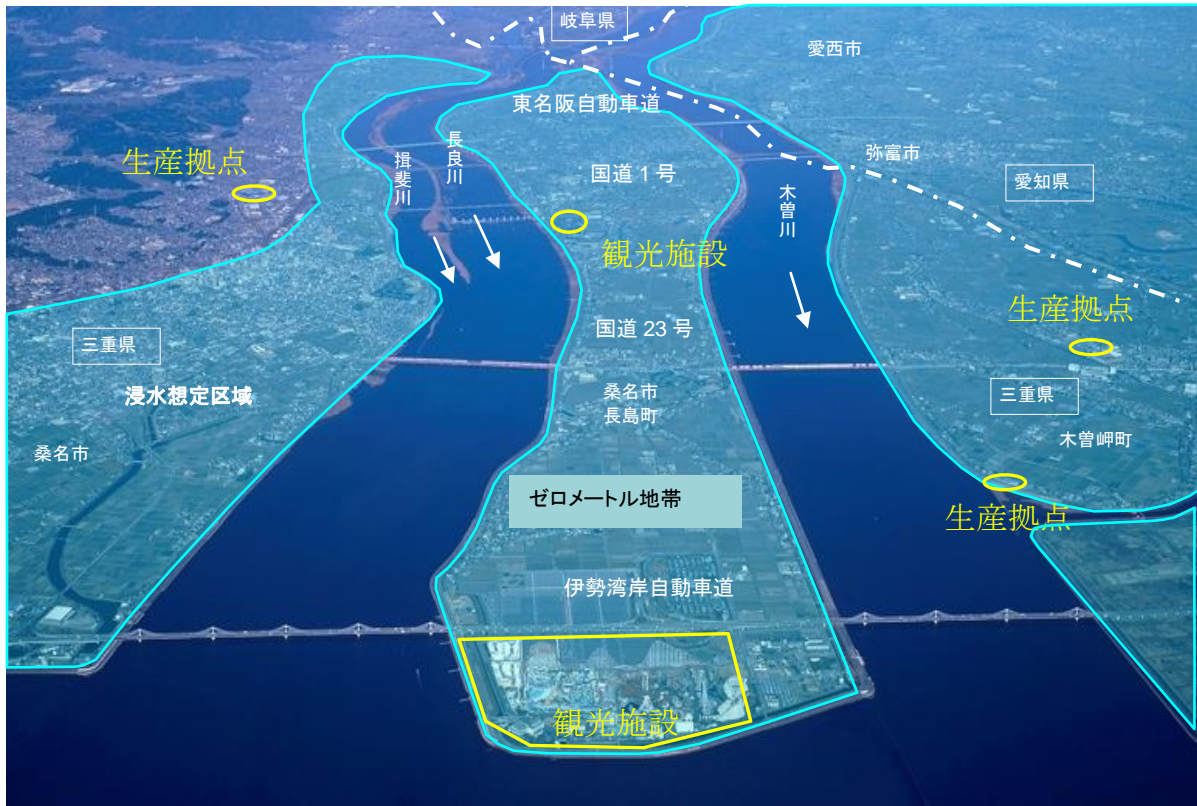 岐阜県
愛西市
東名阪自動車道
生産拠点
揖斐川
長良川
国道1号
木曽川
弥富市
愛知県
観光施設
生産拠点
国道23号
三重県
浸水想定区域
桑名市
長島町
三重県
木曽岬町
桑名市
ゼロメートル地帯
生産拠点
伊勢湾岸自動車道
観光施設